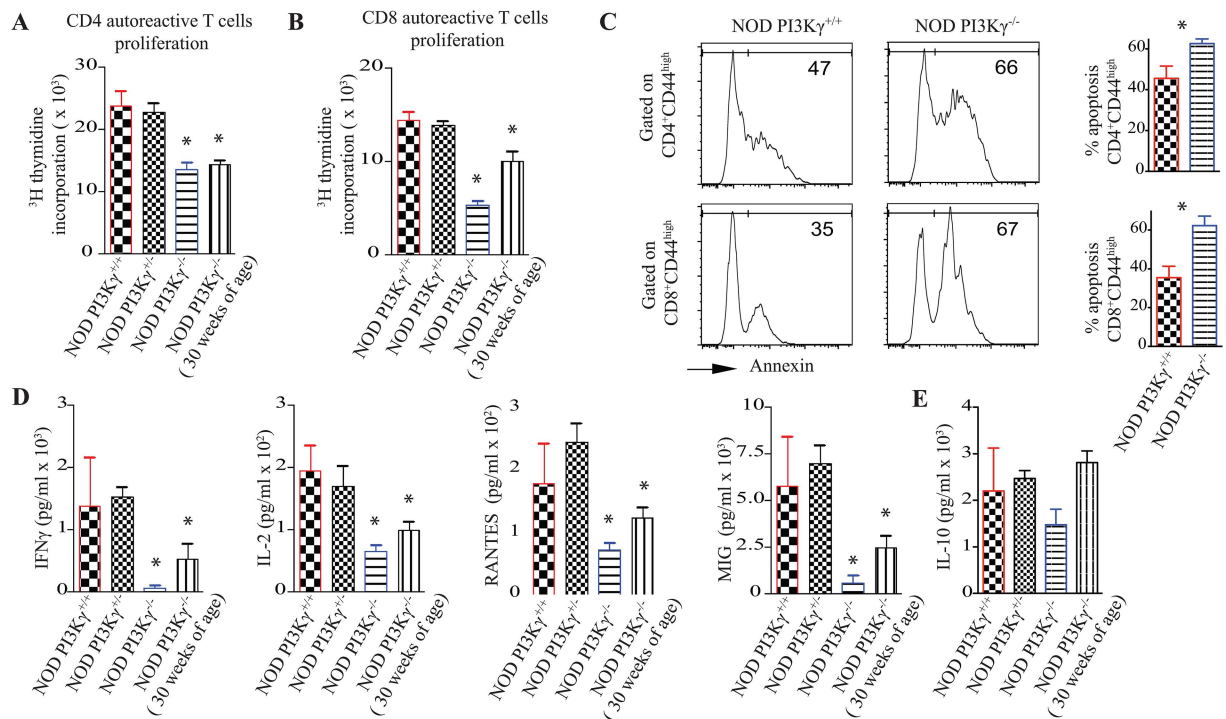 A
CD4 autoreactive T cells
proliferation
³H thymidine
incorporation ( x 10³)
30
20
10
0
NOD PI3Kγ⁺/⁺
NOD PI3Kγ⁺/⁻
NOD PI3Kγ⁻/⁻
NOD PI3Kγ⁻/⁻
( 30 weeks of age)
*
*
B
CD8 autoreactive T cells
proliferation
³H thymidine
incorporation ( x 10³)
20
10
0
NOD PI3Kγ⁺/⁺
NOD PI3Kγ⁺/⁻
NOD PI3Kγ⁻/⁻
NOD PI3Kγ⁻/⁻
( 30 weeks of age)
*
*
C
NOD PI3Kγ⁺/⁺
NOD PI3Kγ⁻/⁻
Gated on
CD4⁺CD44ʰⁱᵍʰ
47
66
Gated on
CD8⁺CD44ʰⁱᵍʰ
35
67
Annexin
% apoptosis
CD4⁺CD44ʰⁱᵍʰ
60
40
0
*
% apoptosis
CD8⁺CD44ʰⁱᵍʰ
60
40
0
*
NOD PI3Kγ⁺/⁺
NOD PI3Kγ⁻/⁻
D
IFNγ (pg/ml x 10³)
3
2
1
0
*
*
NOD PI3Kγ⁺/⁺
NOD PI3Kγ⁺/⁻
NOD PI3Kγ⁻/⁻
NOD PI3Kγ⁻/⁻
( 30 weeks of age)
IL-2 (pg/ml x 10²)
3
2
1
0
*
*
NOD PI3Kγ⁺/⁺
NOD PI3Kγ⁺/⁻
NOD PI3Kγ⁻/⁻
NOD PI3Kγ⁻/⁻
( 30 weeks of age)
RANTES (pg/ml x 10²)
3
2
1
0
*
*
NOD PI3Kγ⁺/⁺
NOD PI3Kγ⁺/⁻
NOD PI3Kγ⁻/⁻
NOD PI3Kγ⁻/⁻
( 30 weeks of age)
MIG (pg/ml x 10³)
10
7.5
5.0
2.5
0
*
*
NOD PI3Kγ⁺/⁺
NOD PI3Kγ⁺/⁻
NOD PI3Kγ⁻/⁻
NOD PI3Kγ⁻/⁻
( 30 weeks of age)
E
IL-10 (pg/ml x 10³)
4
3
2
1
0
NOD PI3Kγ⁺/⁺
NOD PI3Kγ⁺/⁻
NOD PI3Kγ⁻/⁻
NOD PI3Kγ⁻/⁻
( 30 weeks of age)